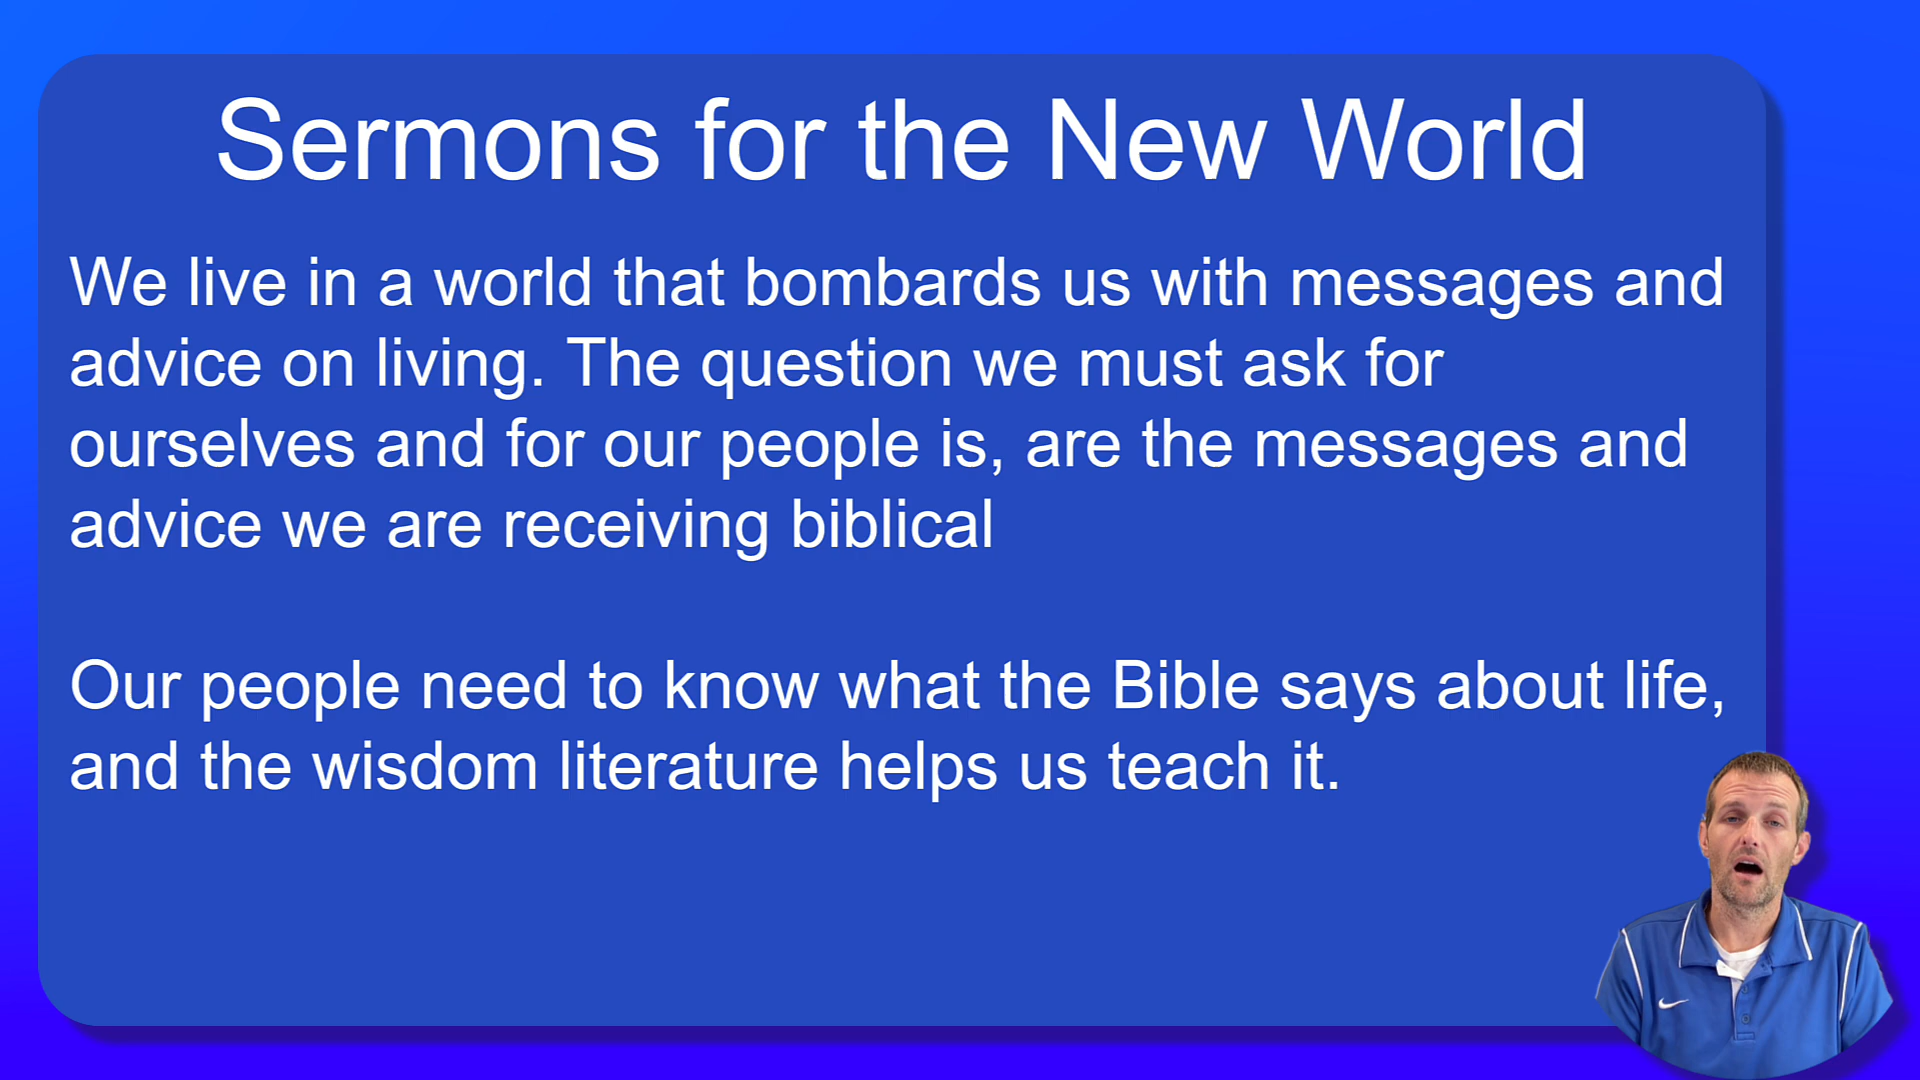 Sermons for the New World
We live in a world that bombards us with messages and
advice on living. The question we must ask for
ourselves and for our people is, are the messages and
advice we are receiving biblical
Our people need to know what the Bible says about life,
and the wisdom literature helps us teach it.